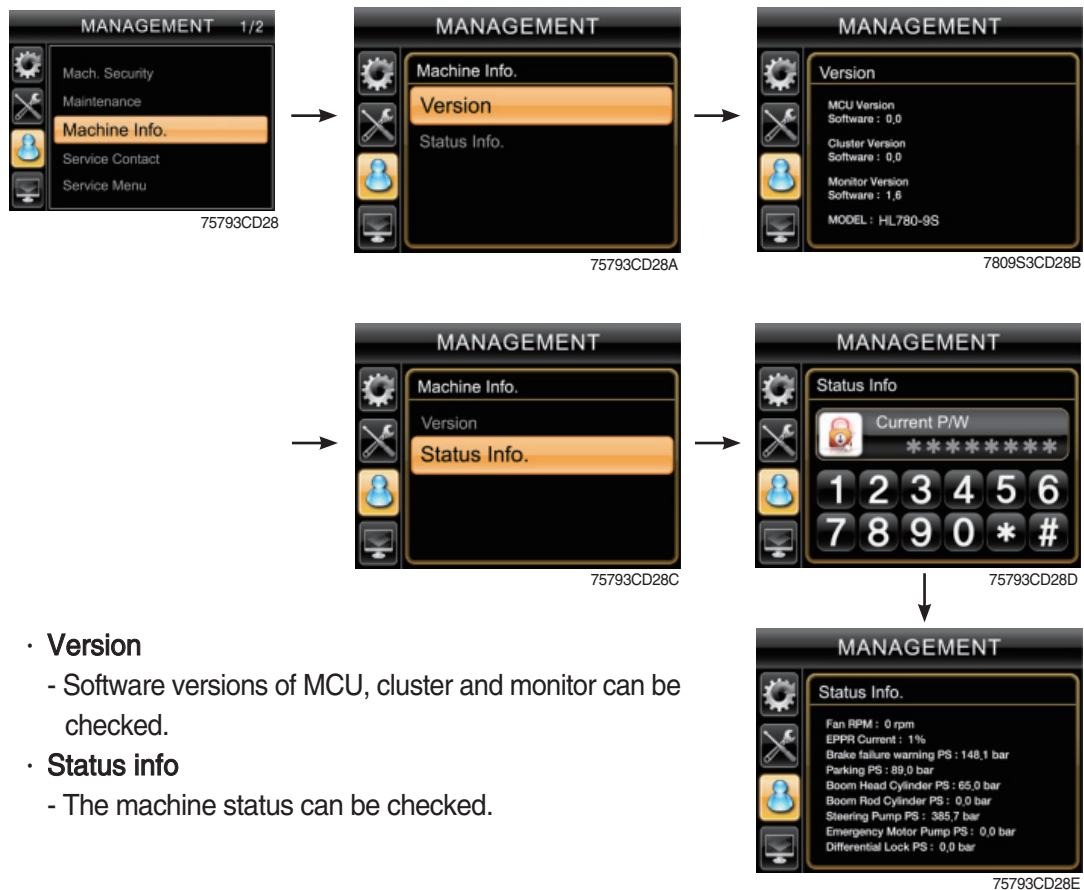 MANAGEMENT 1/2
Mach. Security
Maintenance
Machine Info.
Service Contact
Service Menu
75793CD28
MANAGEMENT
Machine Info.
Version
Status Info.
75793CD28A
MANAGEMENT
Version
MCU Version
Software : 0,0
Cluster Version
Software : 0,0
Monitor Version
Software : 1,6
MODEL : HL780-9S
7809S3CD28B
MANAGEMENT
Machine Info.
Version
Status Info.
75793CD28C
MANAGEMENT
Status Info
Current P/W
********
1 2 3 4 5 6
7 8 9 0 * #
75793CD28D
· Version
- Software versions of MCU, cluster and monitor can be
checked.
· Status info
- The machine status can be checked.
MANAGEMENT
Status Info.
Fan RPM : 0 rpm
EPPR Current : 1%
Brake failure warning PS : 148,1 bar
Parking PS : 89,0 bar
Boom Head Cylinder PS : 65,0 bar
Boom Rod Cylinder PS : 0,0 bar
Steering Pump PS : 385,7 bar
Emergency Motor Pump PS : 0,0 bar
Differential Lock PS : 0,0 bar
75793CD28E